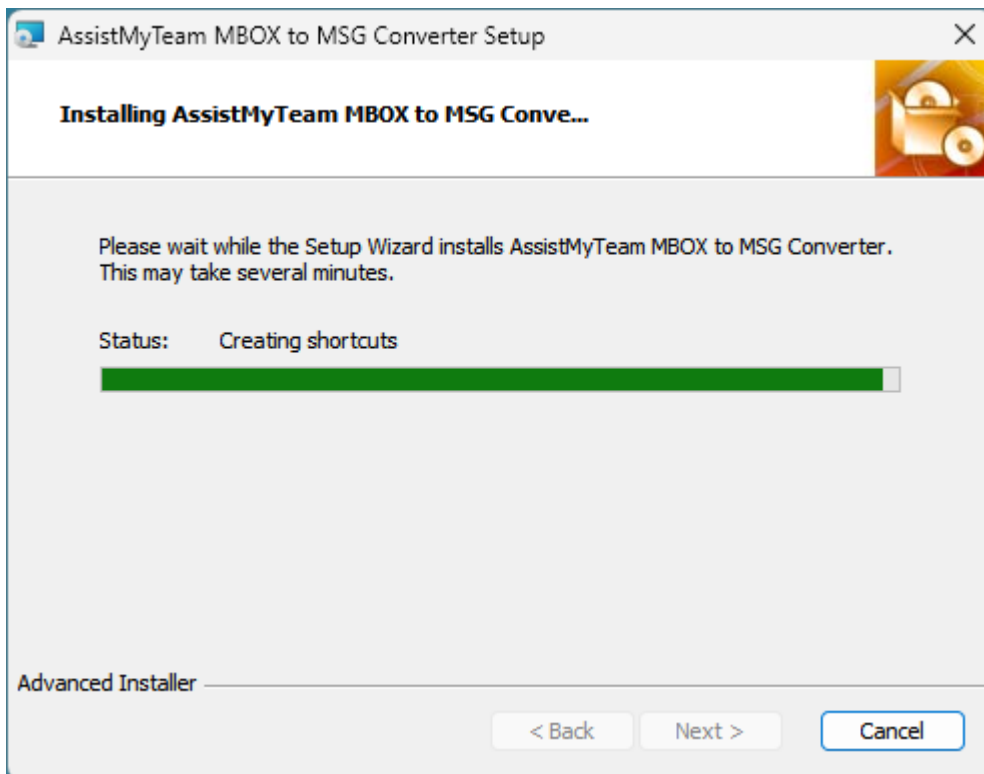 AssistMyTeam MBOX to MSG Converter Setup
Installing AssistMyTeam MBOX to MSG Conve...
Please wait while the Setup Wizard installs AssistMyTeam MBOX to MSG Converter.
This may take several minutes.
Status: Creating shortcuts
Advanced Installer
< Back Next > Cancel